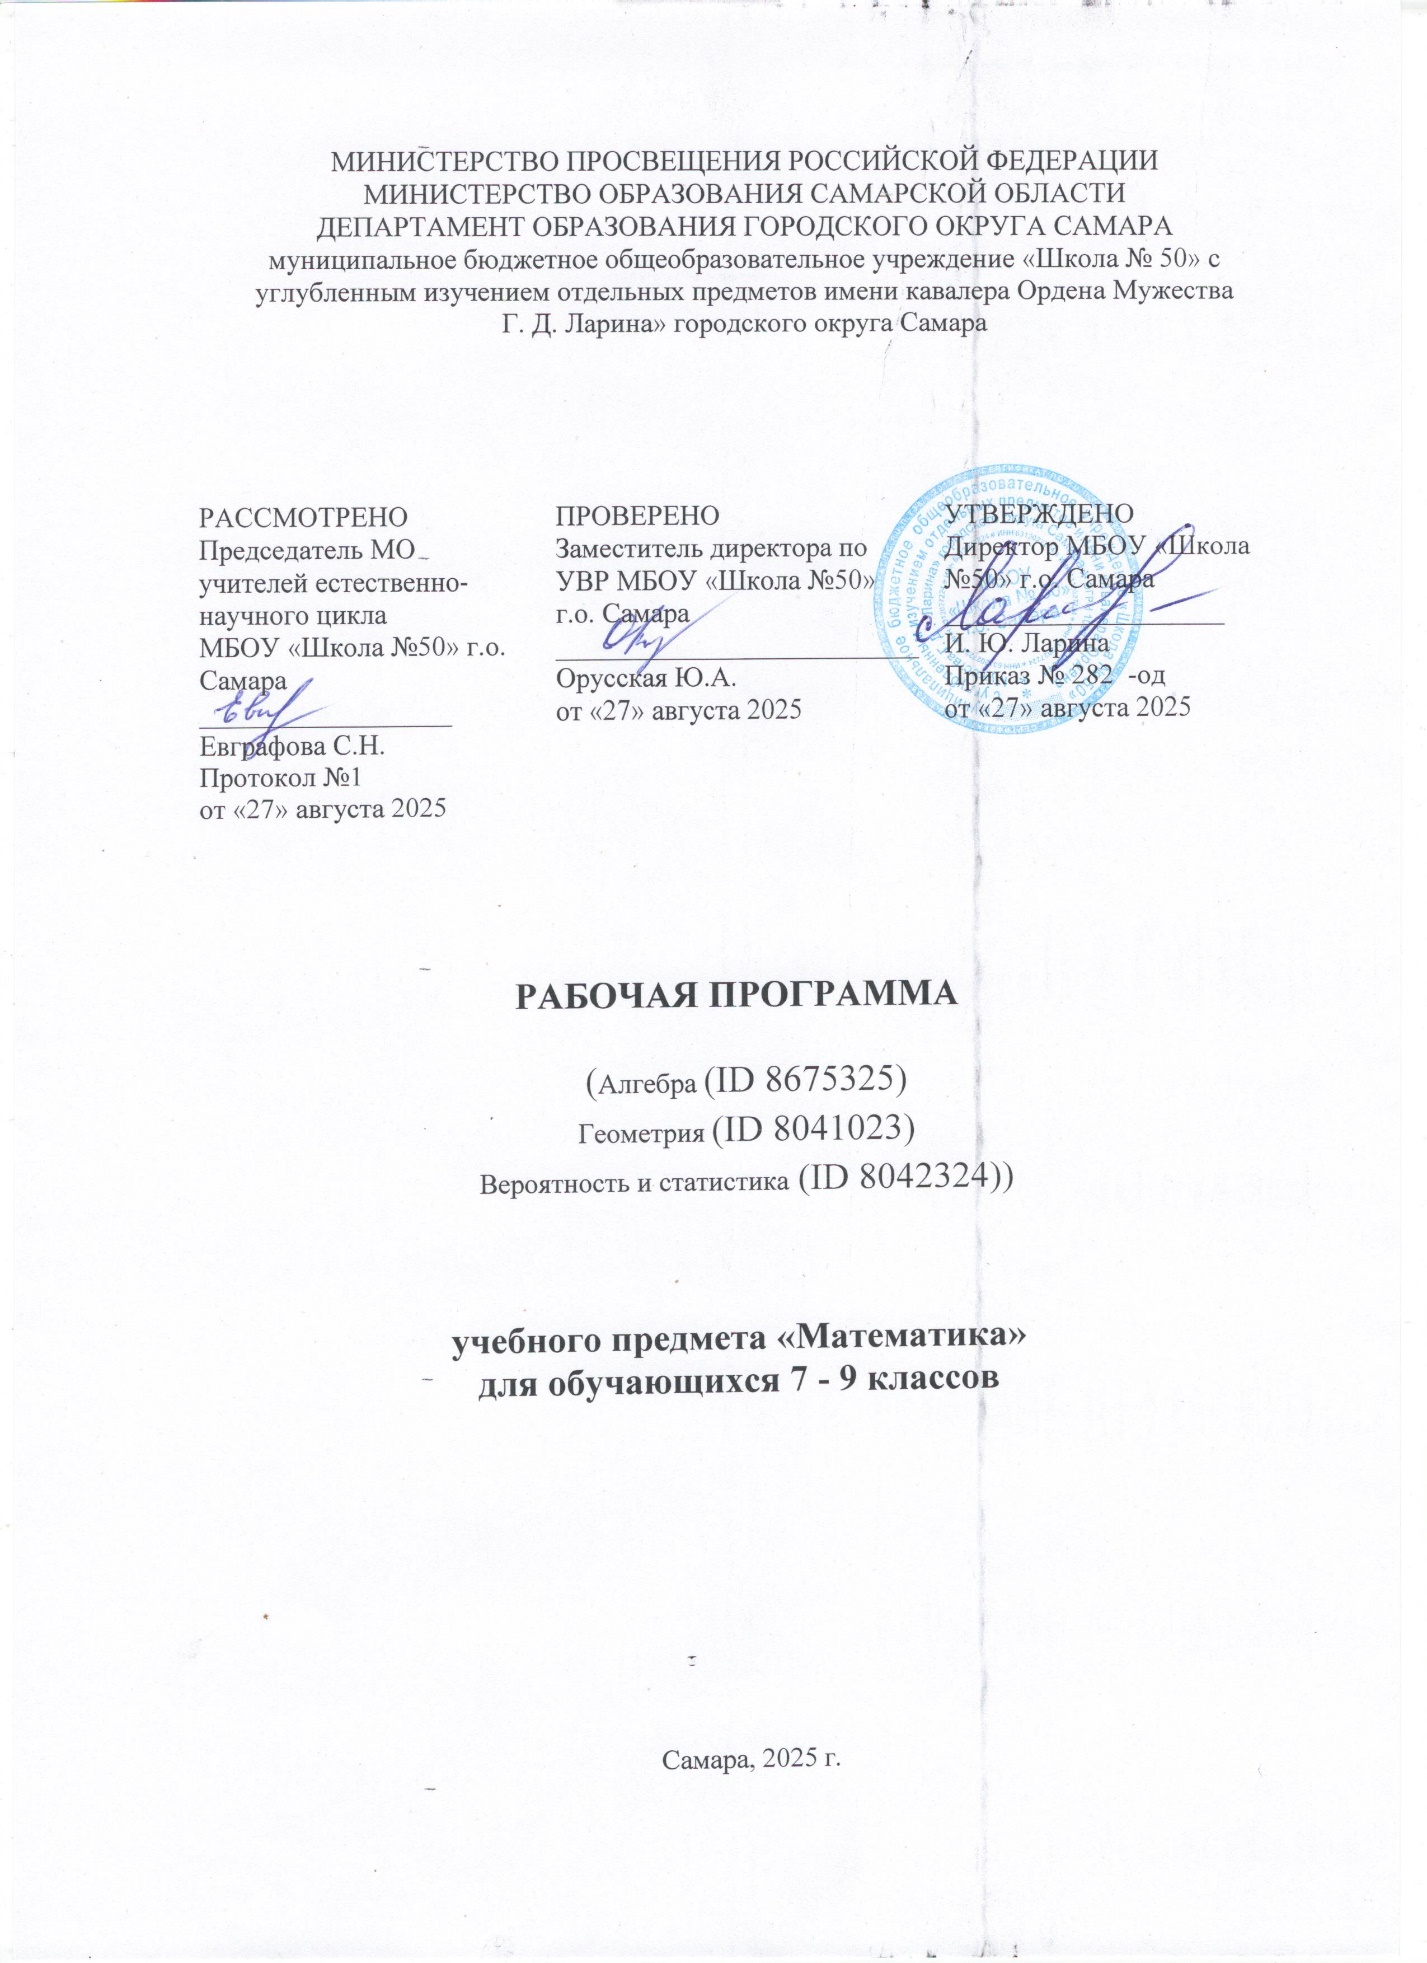 МИНИСТЕРСТВО ПРОСВЕЩЕНИЯ РОССИЙСКОЙ ФЕДЕРАЦИИ
МИНИСТЕРСТВО ОБРАЗОВАНИЯ САМАРСКОЙ ОБЛАСТИ
ДЕПАРТАМЕНТ ОБРАЗОВАНИЯ ГОРОДСКОГО ОКРУГА САМАРА
муниципальное бюджетное общеобразовательное учреждение «Школа № 50» с
углубленным изучением отдельных предметов имени кавалера Ордена Мужества
Г. Д. Ларина» городского округа Самара
РАССМОТРЕНО
Председатель МО
учителей естественно-
научного цикла
МБОУ «Школа №50» г.о.
Самара
Евграфова С.Н.
Протокол №1
от «27» августа 2025
ПРОВЕРЕНО
Заместитель директора по
УВР МБОУ «Школа №50»
г.о. Самара
Орусская Ю.А.
от «27» августа 2025
УТВЕРЖДЕНО
Директор МБОУ «Школа
№50» г.о. Самара
И. Ю. Ларина
Приказ № 282 -од
от «27» августа 2025
РАБОЧАЯ ПРОГРАММА
(Алгебра (ID 8675325)
Геометрия (ID 8041023)
Вероятность и статистика (ID 8042324))
учебного предмета «Математика»
для обучающихся 7 - 9 классов
Самара, 2025 г.